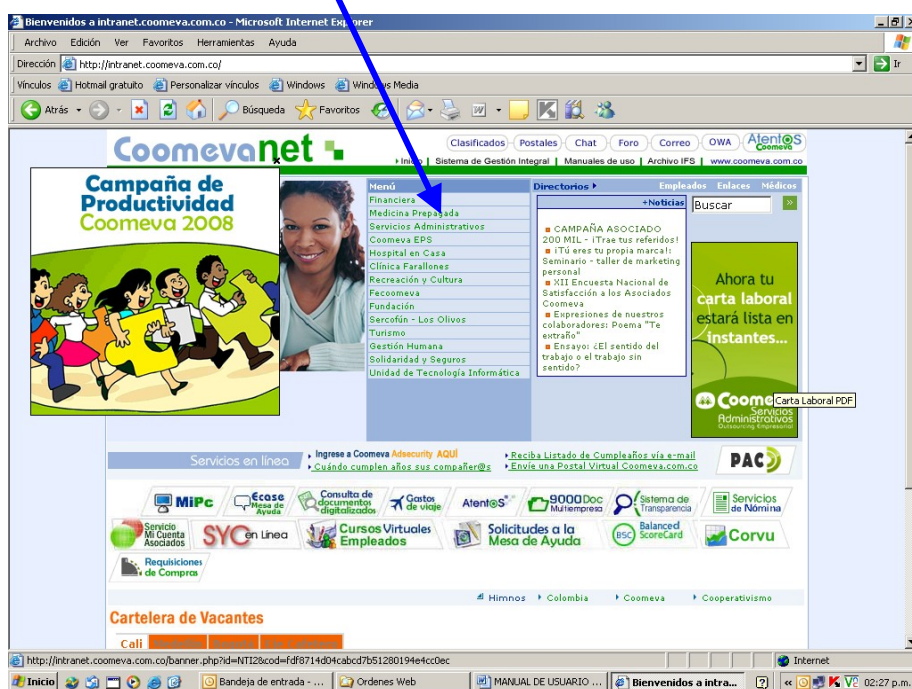 Bienvenidos a intranet.coomeva.com.co - Microsoft Internet Explorer
Archivo Edición Ver Favoritos Herramientas Ayuda
Dirección http://intranet.coomeva.com.co/ Ir
Vínculos Hotmail gratuito Personalizar vínculos Windows Windows Media
Atrás Búsqueda Favoritos
Coomevanet
Clasificados Postales Chat Foro Correo OWA AtentoS Coomeva
Inicio | Sistema de Gestión Integral | Manuales de uso | Archivo IFS | www.coomeva.com.co
Campaña de
Productividad
Coomeva 2008
Menú
Financiera
Medicina Prepagada
Servicios Administrativos
Coomeva EPS
Hospital en Casa
Clínica Farallones
Recreación y Cultura
Fecoomeva
Fundación
Sercofún - Los Olivos
Turismo
Gestión Humana
Solidaridad y Seguros
Unidad de Tecnología Informática
Directorios Empleados Enlaces Médicos
+Noticias
CAMPAÑA ASOCIADO
200 MIL - ¡Trae tus referidos!
¡Tú eres tu propia marca!:
Seminario - taller de marketing
personal
XII Encuesta Nacional de
Satisfacción a los Asociados
Coomeva
Expresiones de nuestros
colaboradores: Poema "Te
extraño"
Ensayo: ¿El sentido del
trabajo o el trabajo sin
sentido?
Buscar »
Ahora tu
carta laboral
estará lista en
instantes...
Coome
Servicios
Administrativos
Outsourcing Empresarial
Carta Laboral PDF
Servicios en línea
Ingrese a Coomeva Adsecurity AQUÍ
Cuándo cumplen años sus compañer@s
Reciba Listado de Cumpleaños vía e-mail
Envíe una Postal Virtual Coomeva.com.co
PAC
MiPc
Ecase Mesa de Ayuda
Consulta de documentos digitalizados
Gastos de viaje
AtentoS
9000Doc Multiempresa
Sistema de Transparencia
Servicios de Nómina
Servicio Mi Cuenta Asociados
SYC en Línea
Cursos Virtuales Empleados
Solicitudes a la Mesa de Ayuda
BSC Balanced ScoreCard
Corvu
Requisiciones de Compras
Himnos Colombia Coomeva Cooperativismo
Cartelera de Vacantes
Cali
http://intranet.coomeva.com.co/banner.php?id=NTI2&cod=fdf8714d04cabcd7b51280194e4cc0ec Internet
Inicio Bandeja de entrada - ... Ordenes Web MANUAL DE USUARIO ... Bienvenidos a intra... 02:27 p.m.